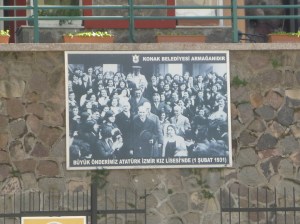 KONAK BELEDİYESİ ARMAĞANIDIR
BÜYÜK ÖNDERİMİZ ATATÜRK İZMİR KIZ LİSESİ'NDE (1 ŞUBAT 1931)